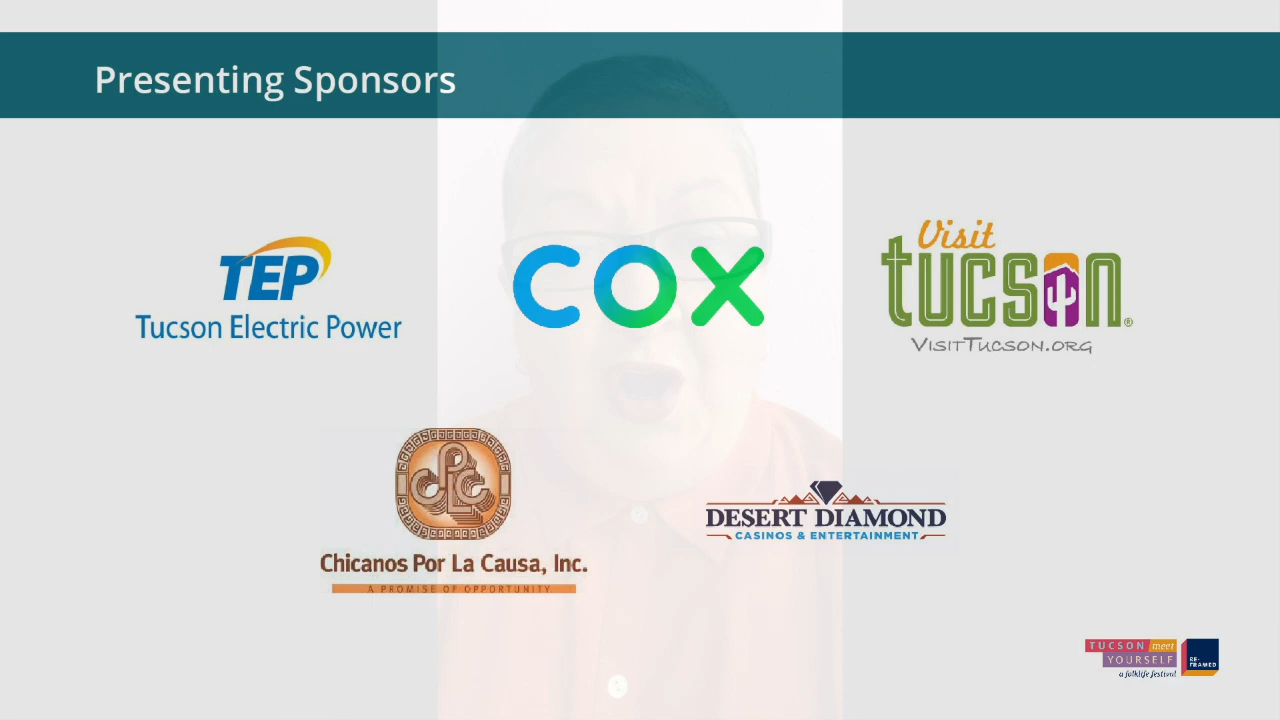 Presenting Sponsors
TEP
Tucson Electric Power
COX
Visit
tucson®
VISITTUCSON.ORG
CPLC
Chicanos Por La Causa, Inc.
A PROMISE OF OPPORTUNITY
DESERT DIAMOND
CASINOS & ENTERTAINMENT
TUCSON meet
YOURSELF
a folklife festival
RE-
FRAMED